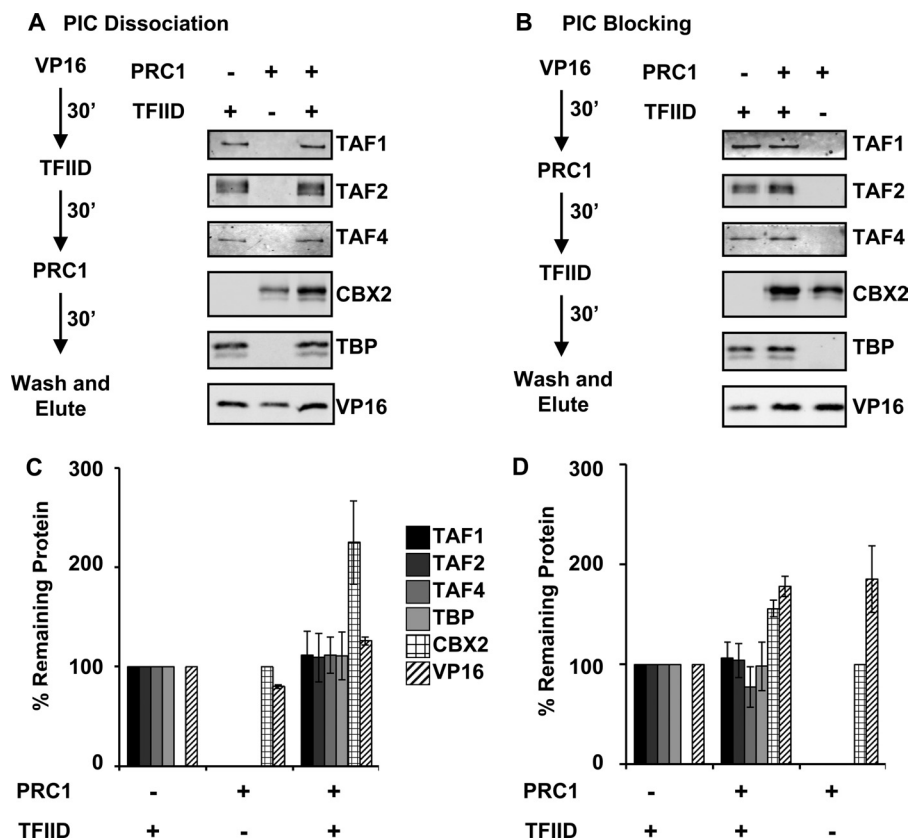 A PIC Dissociation
VP16
30’
TFIID
30’
PRC1
30’
Wash and
Elute
PRC1 - + +
TFIID + - +
TAF1
TAF2
TAF4
CBX2
TBP
VP16
B PIC Blocking
VP16
30’
PRC1
30’
TFIID
30’
Wash and
Elute
PRC1 - + +
TFIID + + -
TAF1
TAF2
TAF4
CBX2
TBP
VP16
C
% Remaining Protein
300
200
100
0
PRC1 - + +
TFIID + - +
TAF1
TAF2
TAF4
TBP
CBX2
VP16
D
% Remaining Protein
300
200
100
0
PRC1 - + +
TFIID + + -